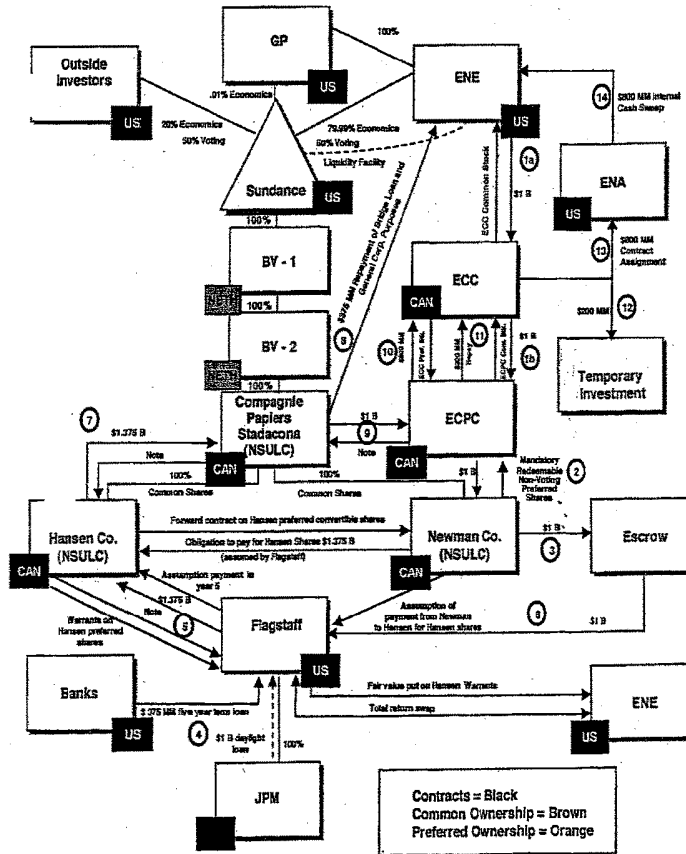 GP
US
100%
ENE
US
Outside
Investors
US
.01% Economics
20% Economics
50% Voting
79.99% Economics
50% Voting
Liquidity Facility
Sundance
US
14
$800 MM Internal
Cash Sweep
ENA
US
1a
$1 B
ECC Common Stock
100%
BV - 1
NETH
100%
BV - 2
NETH
100%
$375 MM Repayment of Bridge Loan and
General Corp. Purposes
8
ECC
CAN
13
$800 MM
Contract
Assignment
12
$200 MM
Temporary
Investment
10
$800 MM
ECC Pref. Stk.
$200 MM
Repay
11
ECPC Com. Stk.
$1 B
1b
Compagnie
Papiers
Stadacona
(NSULC)
CAN
$1 B
9
Note
ECPC
CAN
7
$1.375 B
Note
100%
Common Shares
100%
Common Shares
$1 B
Mandatory
Redeemable
Non-Voting
Preferred
Shares
2
Hansen Co.
(NSULC)
CAN
Forward contract on Hansen preferred convertible shares
Obligation to pay for Hansen Shares $1.375 B
(assumed by Flagstaff)
Newman Co.
(NSULC)
CAN
$1 B
3
Escrow
Assumption payment in
year 5
$1.375 B
Note
5
Warrants on
Hansen preferred
shares
Flagstaff
US
Assumption of
payment from Newman
to Hansen for Hansen shares
6
$1 B
Banks
US
$375 MM five year term loan
4
$1 B daylight
loan
100%
Fair value put on Hansen Warrants
Total return swap
ENE
US
JPM
Contracts = Black
Common Ownership = Brown
Preferred Ownership = Orange